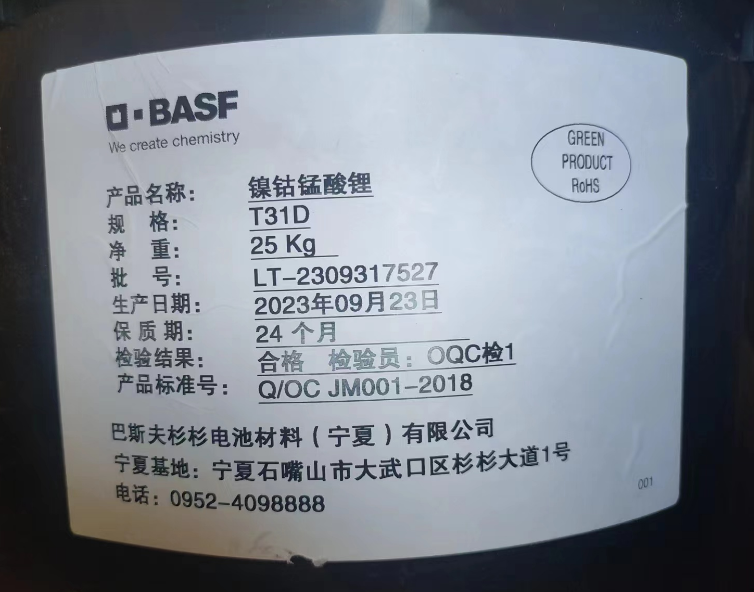 BASF
We create chemistry
GREEN
PRODUCT
RoHS
产品名称： 镍钴锰酸锂
规 格： T31D
净 重： 25 Kg
批 号： LT-2309317527
生产日期： 2023年09月23日
保 质 期： 24 个月
检验结果： 合格 检验员：OQC检1
产品标准号： Q/OC JM001-2018
巴斯夫杉杉电池材料（宁夏）有限公司
宁夏基地：宁夏石嘴山市大武口区杉杉大道1号
电话：0952-4098888
001